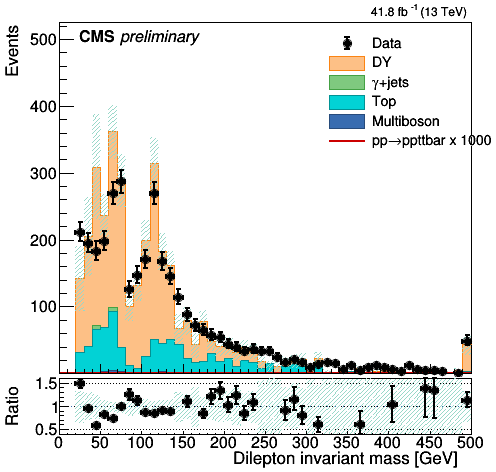 41.8 fb⁻¹ (13 TeV)
CMS preliminary
Events
500
400
300
200
100
Data
DY
γ+jets
Top
Multiboson
pp→ppttbar x 1000
Ratio
1.5
1
0.5
0 50 100 150 200 250 300 350 400 450 500
Dilepton invariant mass [GeV]